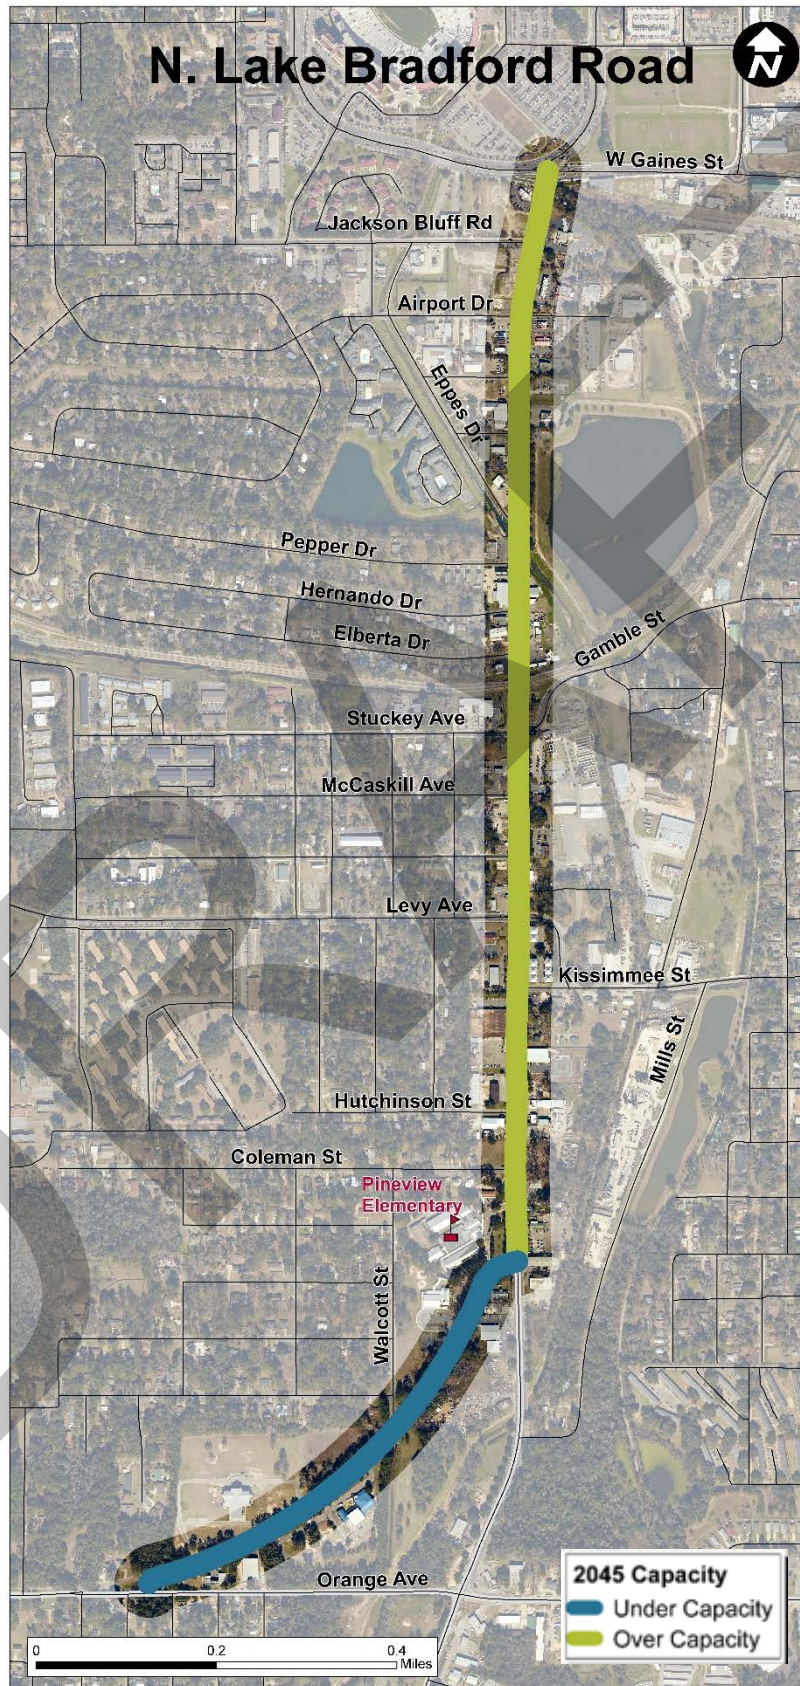 N. Lake Bradford Road
N
W Gaines St
Jackson Bluff Rd
Airport Dr
Eppes Dr
Pepper Dr
Hernando Dr
Elberta Dr
Gamble St
Stuckey Ave
McCaskill Ave
Levy Ave
Kissimmee St
Mills St
Hutchinson St
Coleman St
Pineview
Elementary
Walcott St
Orange Ave
2045 Capacity
Under Capacity
Over Capacity
0 0.2 0.4
Miles
DRAFT